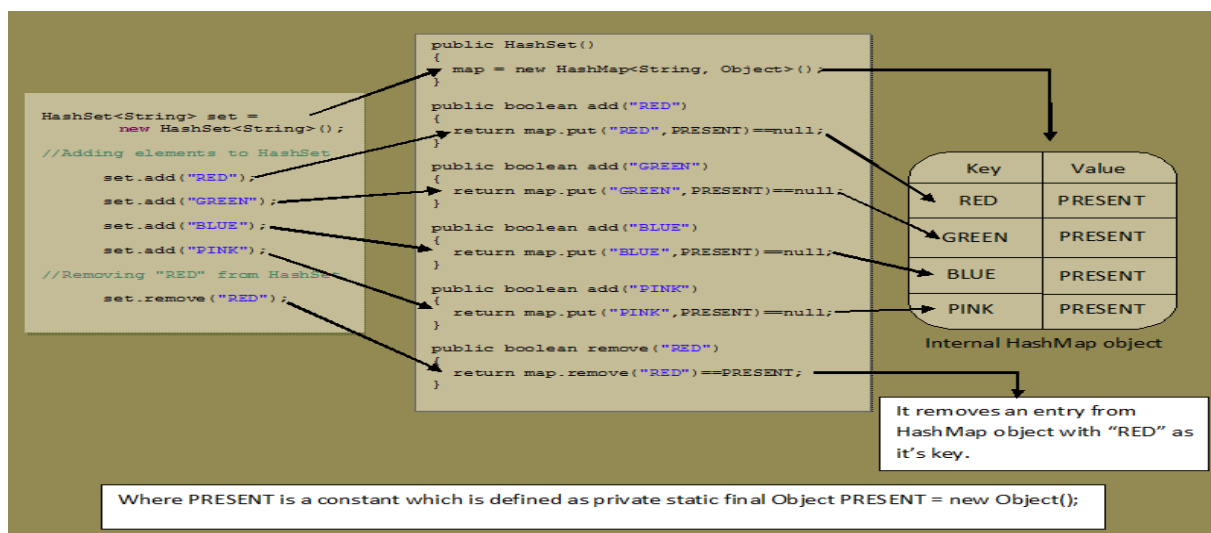 HashSet<String> set =
new HashSet<String>();
//Adding elements to HashSet
set.add("RED");
set.add("GREEN");
set.add("BLUE");
set.add("PINK");
//Removing "RED" from HashSet
set.remove("RED");
public HashSet()
{
map = new HashMap<String, Object>();
}
public boolean add("RED")
{
return map.put("RED",PRESENT)==null;
}
public boolean add("GREEN")
{
return map.put("GREEN",PRESENT)==null;
}
public boolean add("BLUE")
{
return map.put("BLUE",PRESENT)==null;
}
public boolean add("PINK")
{
return map.put("PINK",PRESENT)==null;
}
public boolean remove("RED")
{
return map.remove("RED")==PRESENT;
}
Key Value
RED PRESENT
GREEN PRESENT
BLUE PRESENT
PINK PRESENT
Internal HashMap object
It removes an entry from
HashMap object with “RED” as
it’s key.
Where PRESENT is a constant which is defined as private static final Object PRESENT = new Object();